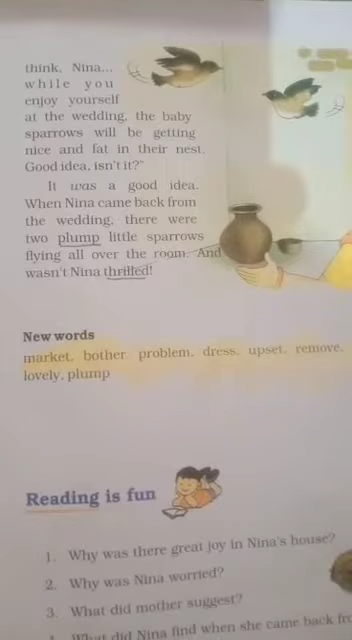 think, Nina...
while you
enjoy yourself
at the wedding, the baby
sparrows will be getting
nice and fat in their nest.
Good idea, isn't it?"
It was a good idea.
When Nina came back from
the wedding, there were
two plump little sparrows
flying all over the room. And
wasn't Nina thrilled!
New words
market, bother problem, dress, upset, remove,
lovely, plump
Reading is fun
1. Why was there great joy in Nina's house?
2. Why was Nina worried?
3. What did mother suggest?
What did Nina find when she came back